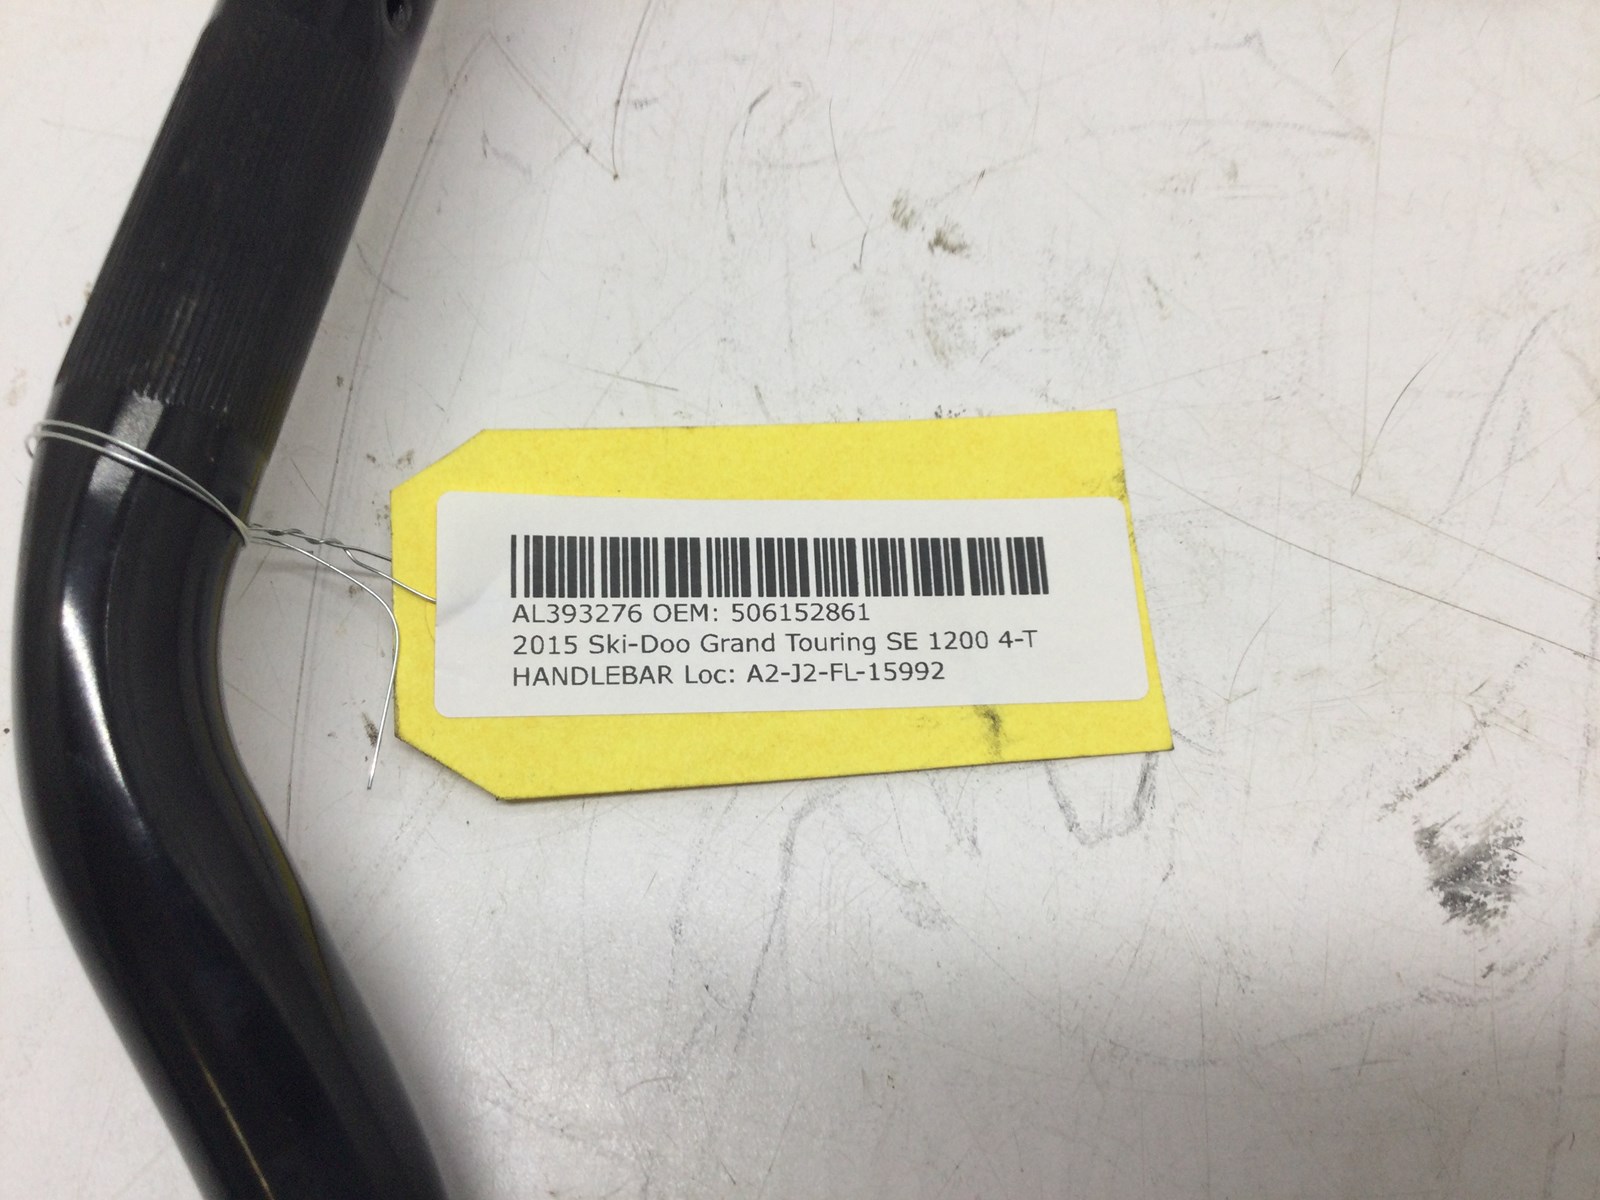 AL393276 OEM: 506152861
2015 Ski-Doo Grand Touring SE 1200 4-T
HANDLEBAR Loc: A2-J2-FL-15992